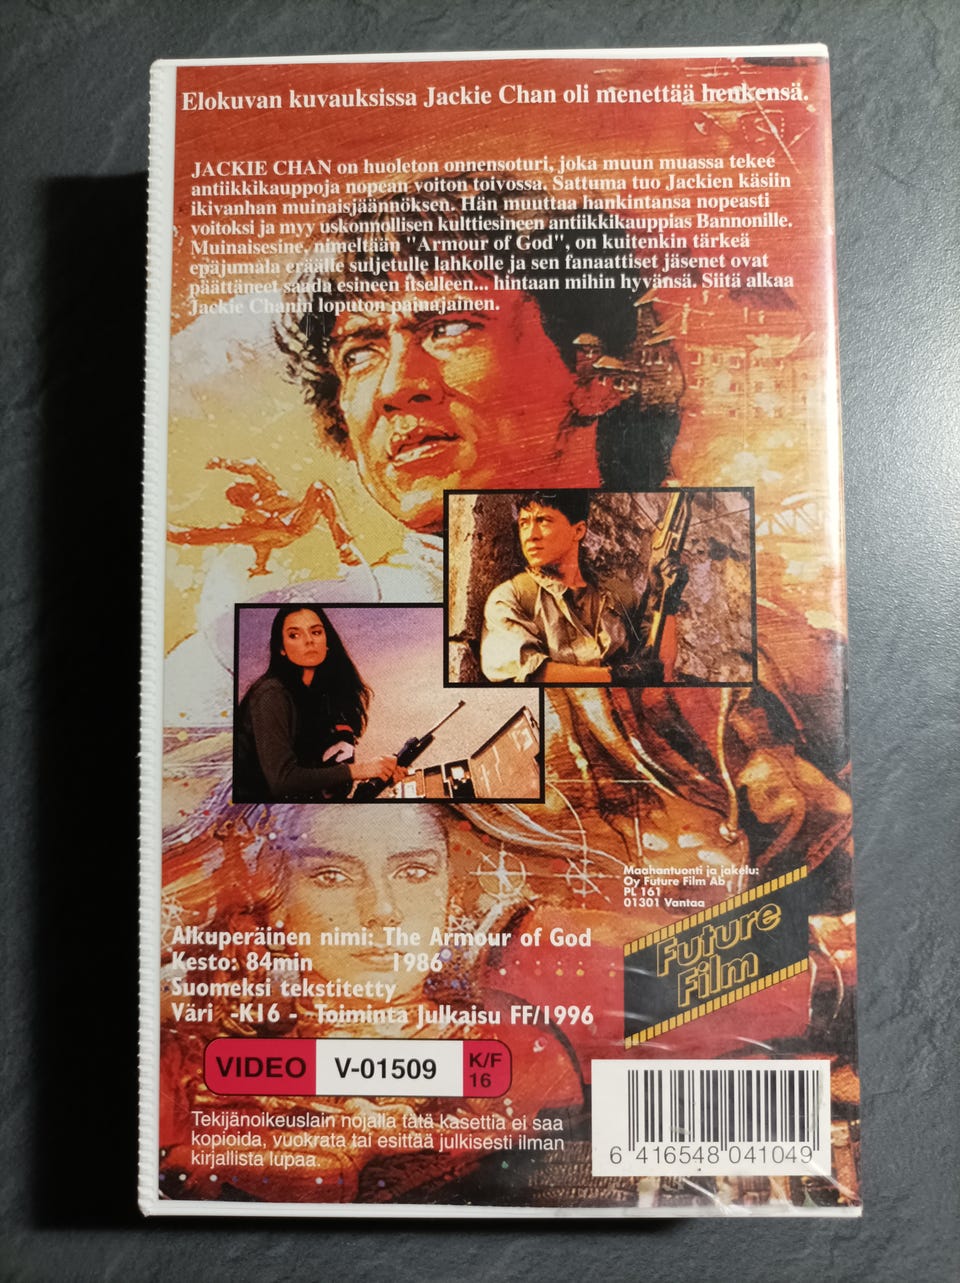 Elokuvan kuvauksissa Jackie Chan oli menettää henkensä.
JACKIE CHAN on huoleton onnensoturi, joka muun muassa tekee
antiikkikauppoja nopean voiton toivossa. Sattuma tuo Jackien käsiin
ikivanhan muinaisjäännöksen. Hän muuttaa hankintansa nopeasti
voitoksi ja myy uskonnollisen kulttiesineen antiikkikauppias Bannonille.
Muinaisesine, nimeltään "Armour of God", on kuitenkin tärkeä
epäjumala eräälle suljetulle lahkolle ja sen fanaattiset jäsenet ovat
päättäneet saada esineen itselleen... hintaan mihin hyvänsä. Siitä alkaa
Jackie Chanin loputon painajainen.
Maahantuonti ja jakelu:
Oy Future Film Ab
PL 161
01301 Vantaa
Future
Film
Alkuperäinen nimi: The Armour of God
Kesto: 84min 1986
Suomeksi tekstitetty
Väri -K16 - Toiminta Julkaisu FF/1996
VIDEO V-01509 K/F
16
Tekijänoikeuslain nojalla tätä kasettia ei saa
kopioida, vuokrata tai esittää julkisesti ilman
kirjallista lupaa.
6 416548 041049